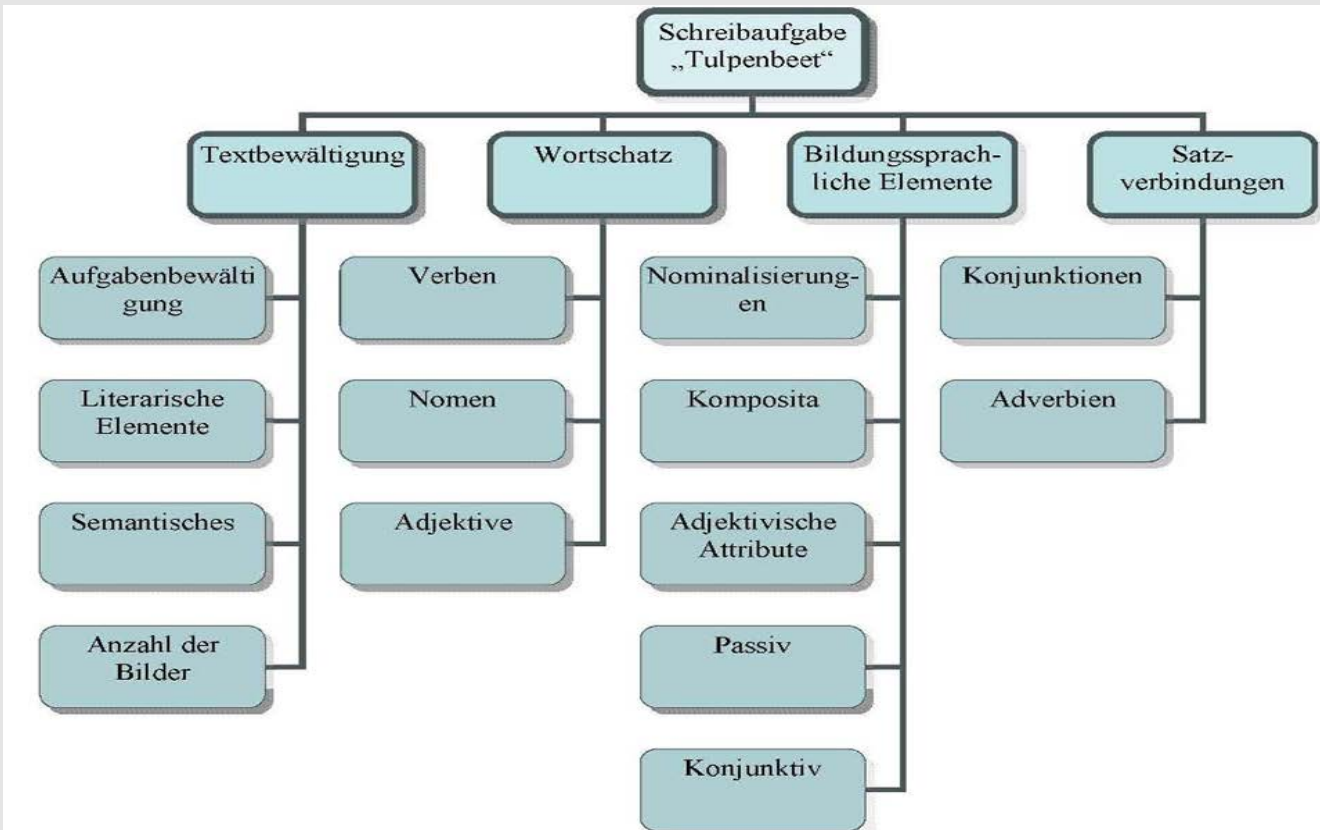 Schreibaufgabe
„Tulpenbeet“
Textbewältigung
Wortschatz
Bildungssprach-
liche Elemente
Satz-
verbindungen
Aufgabenbewälti
gung
Literarische
Elemente
Semantisches
Anzahl der
Bilder
Verben
Nomen
Adjektive
Nominalisierung-
en
Komposita
Adjektivische
Attribute
Passiv
Konjunktiv
Konjunktionen
Adverbien